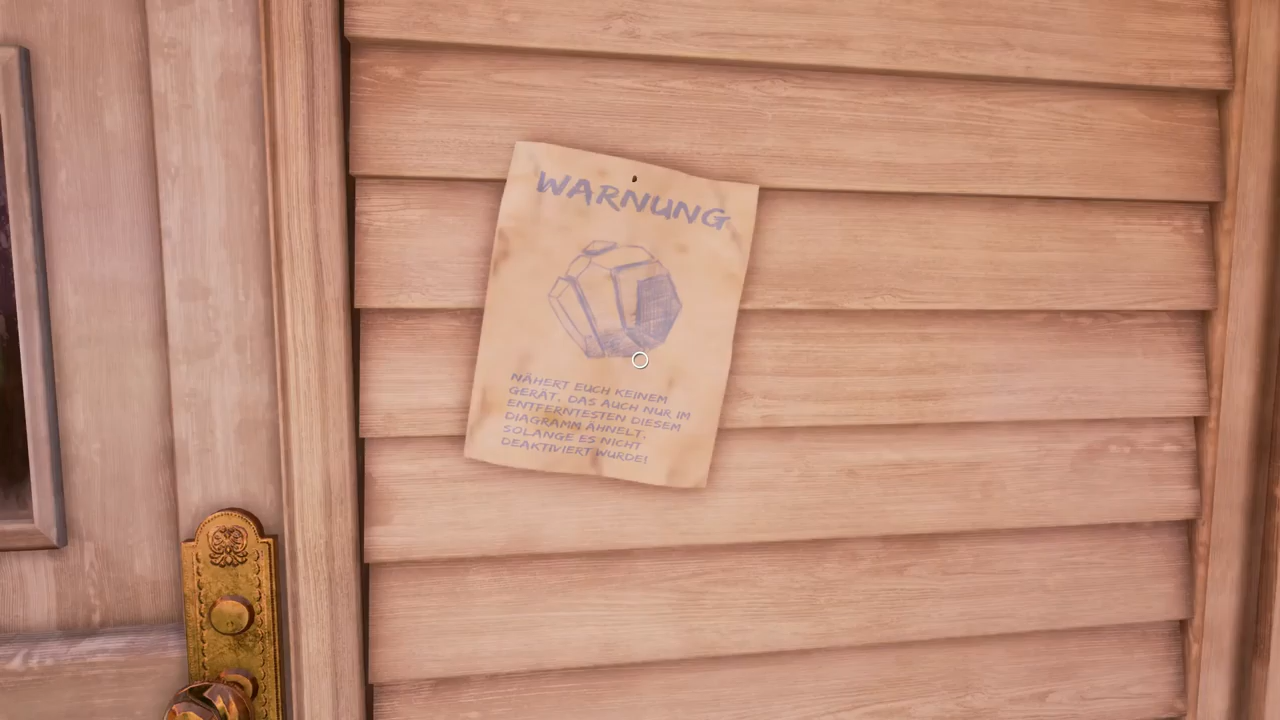 WARNUNG
NÄHERT EUCH KEINEM
GERÄT, DAS AUCH NUR IM
ENTFERNTESTEN DIESEM
DIAGRAMM ÄHNELT,
SOLANGE ES NICHT
DEAKTIVIERT WURDE!